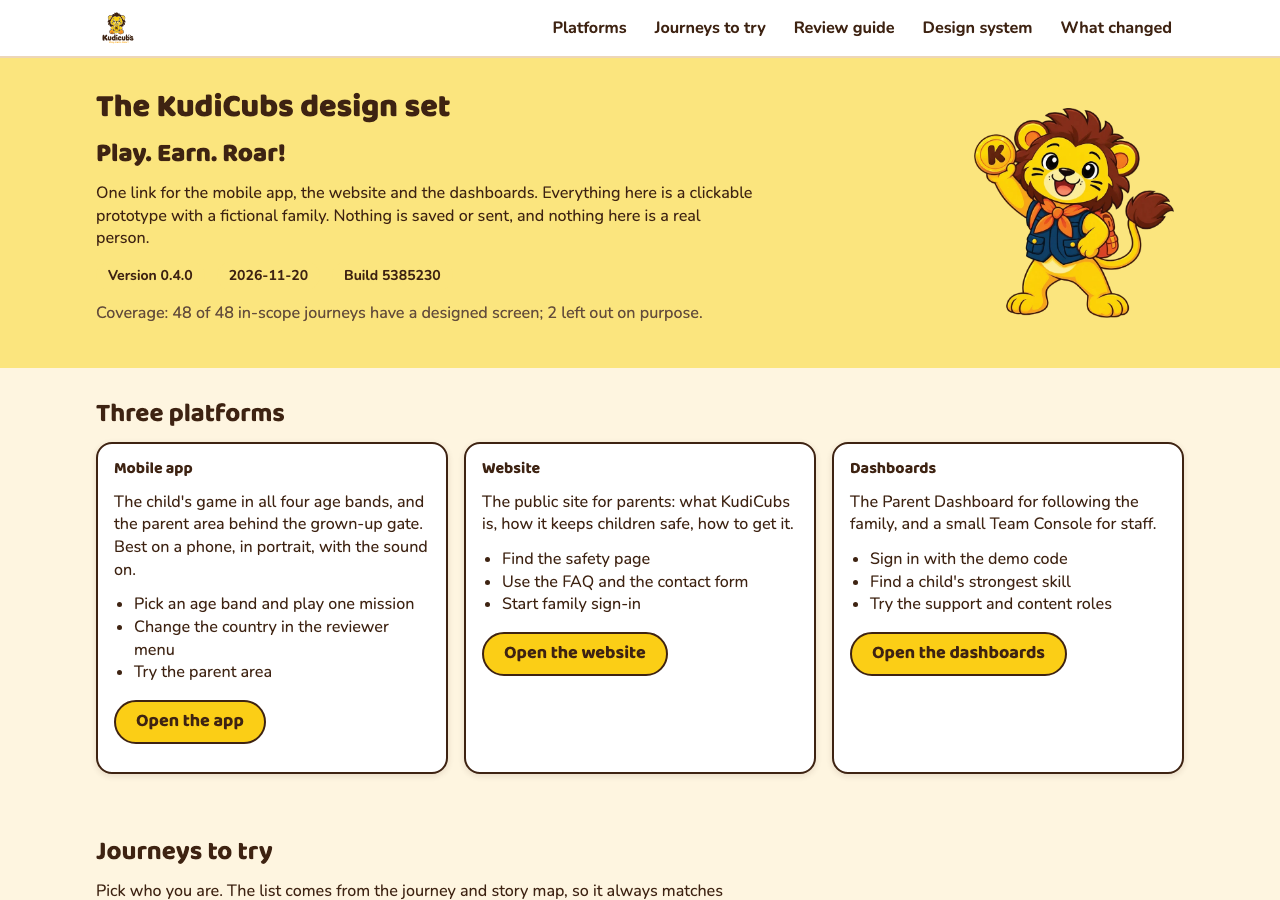 Kudicubs
Platforms
Journeys to try
Review guide
Design system
What changed
The KudiCubs design set
Play. Earn. Roar!
One link for the mobile app, the website and the dashboards. Everything here is a clickable
prototype with a fictional family. Nothing is saved or sent, and nothing here is a real
person.
Version 0.4.0
2026-11-20
Build 5385230
Coverage: 48 of 48 in-scope journeys have a designed screen; 2 left out on purpose.
K
Three platforms
Mobile app
The child's game in all four age bands, and
the parent area behind the grown-up gate.
Best on a phone, in portrait, with the sound
on.
• Pick an age band and play one mission
• Change the country in the reviewer
menu
• Try the parent area
Open the app
Website
The public site for parents: what KudiCubs
is, how it keeps children safe, how to get it.
• Find the safety page
• Use the FAQ and the contact form
• Start family sign-in
Open the website
Dashboards
The Parent Dashboard for following the
family, and a small Team Console for staff.
• Sign in with the demo code
• Find a child's strongest skill
• Try the support and content roles
Open the dashboards
Journeys to try
Pick who you are. The list comes from the journey and story map, so it always matches